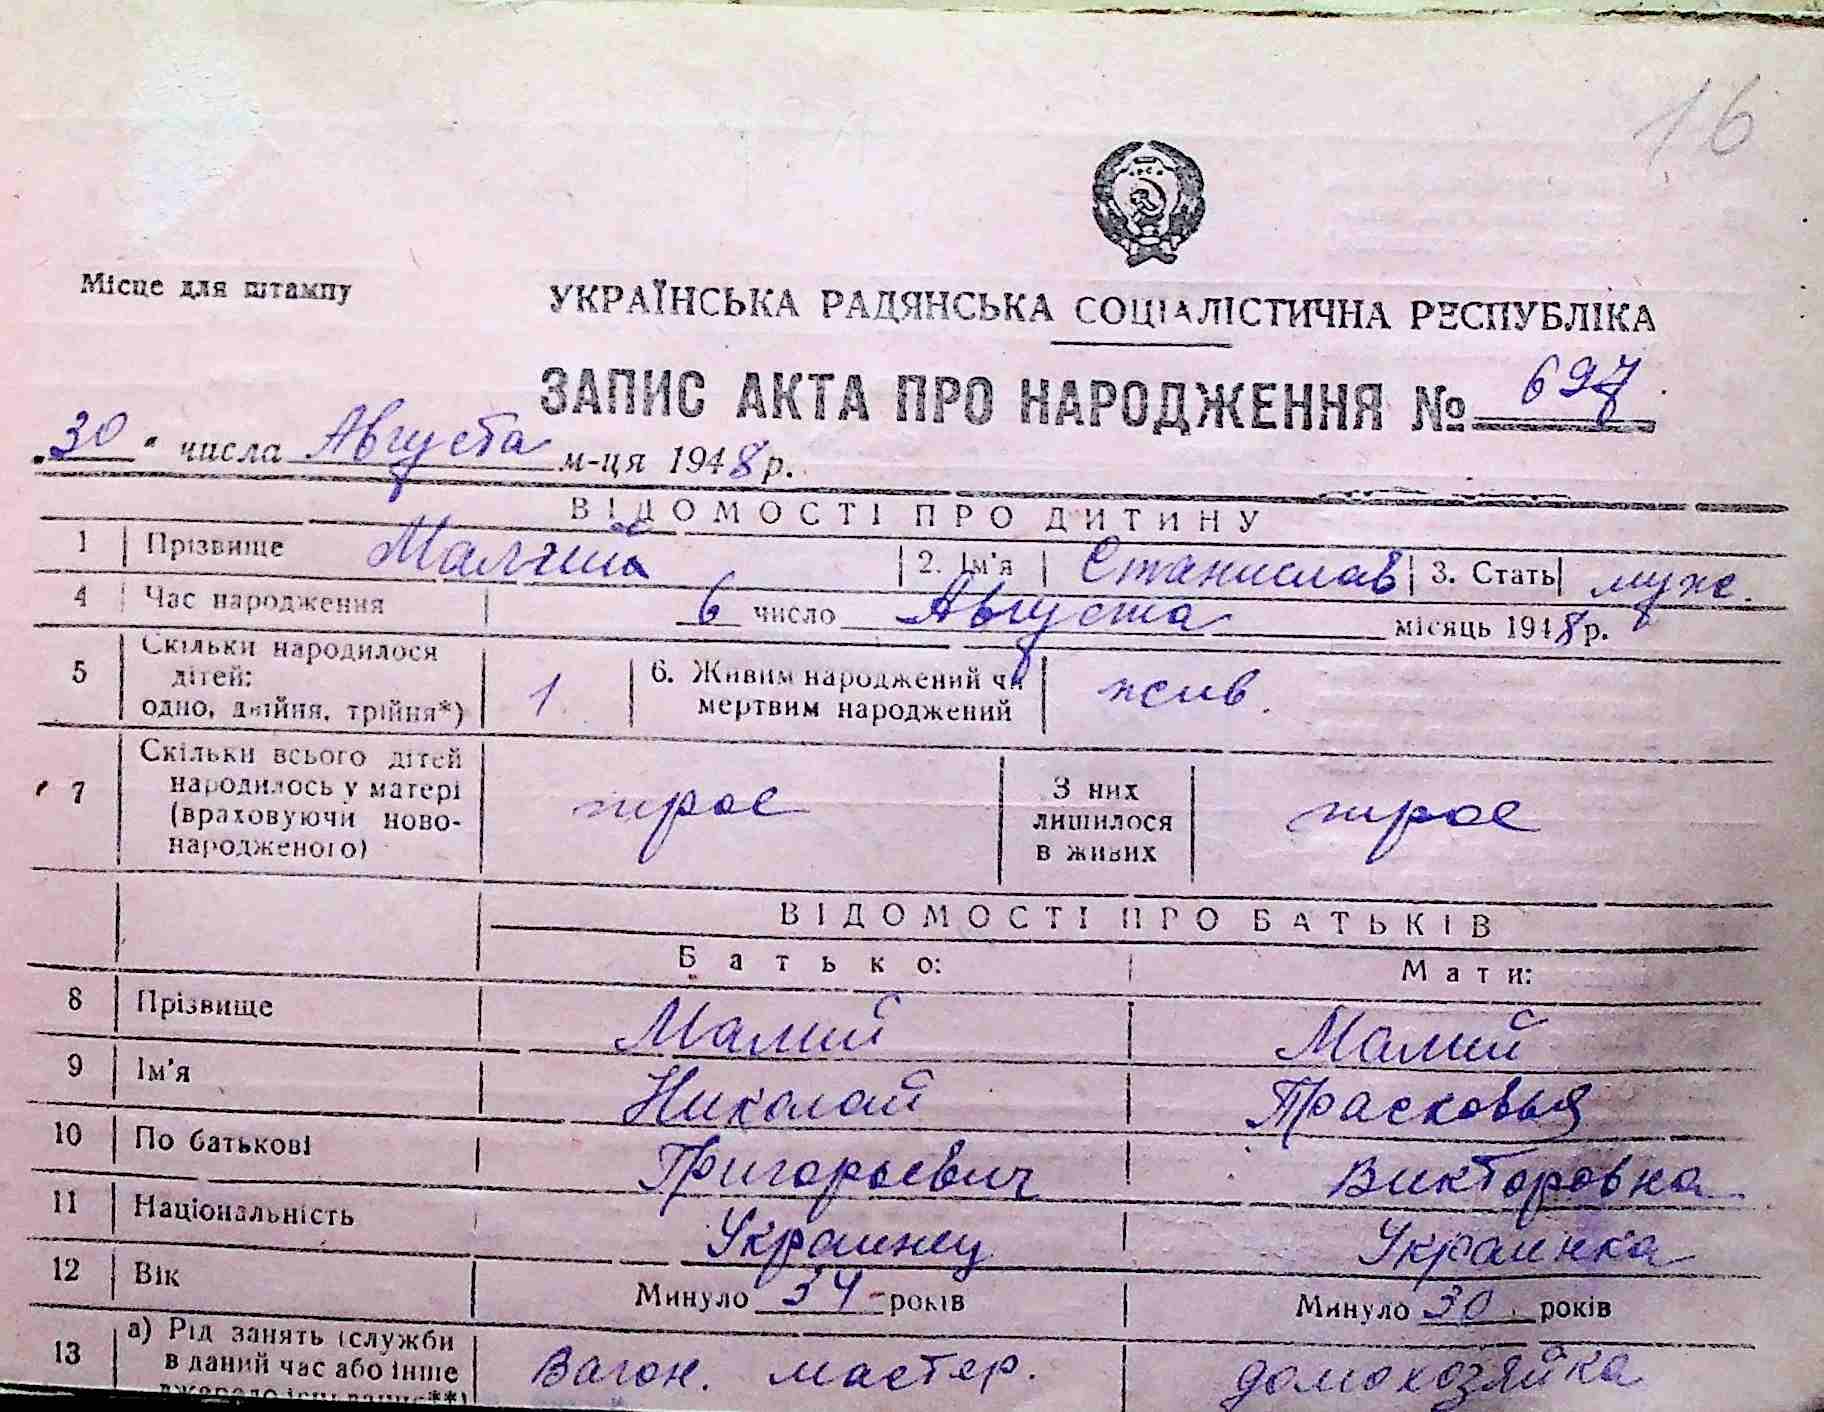 16
Місце для штампу
УКРАЇНСЬКА РАДЯНСЬКА СОЦІАЛІСТИЧНА РЕСПУБЛІКА
ЗАПИС АКТА ПРО НАРОДЖЕННЯ № 697
"30" числа Августа м-ця 1948 р.
ВІДОМОСТІ ПРО ДИТИНУ
1 Прізвище Малий 2. Ім'я Станислав 3. Стать муж.
4 Час народження 6 число Августа місяць 1948 р.
5 Скільки народилося дітей: одно, двійня, трійня*) 1 6. Живим народжений чи мертвим народжений жив.
7 Скільки всього дітей народилось у матері (враховуючи новонародженого) трое З них лишилося в живих трое
ВІДОМОСТІ ПРО БАТЬКІВ
Батько: Мати:
8 Прізвище Малий Малий
9 Ім'я Николай Прасковья
10 По батькові Григорьевич Викторовна
11 Національність Украинец Украинка
12 Вік Минуло 34 років Минуло 30 років
13 а) Рід занять (служби в даний час або інше джерело існування**) Вагон. мастер. домохозяйка